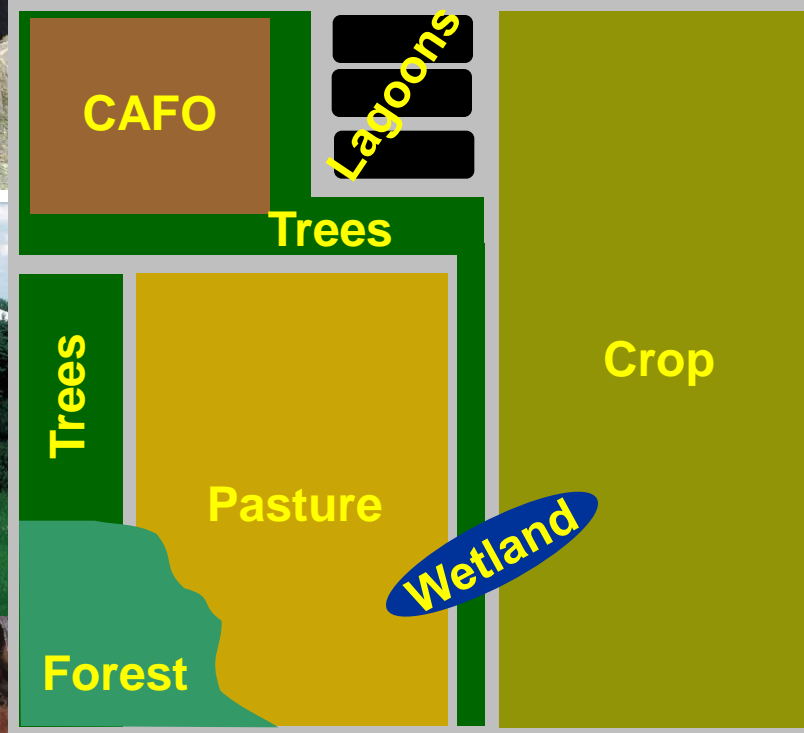 Lagoons
CAFO
Trees
Trees
Crop
Pasture
Wetland
Forest